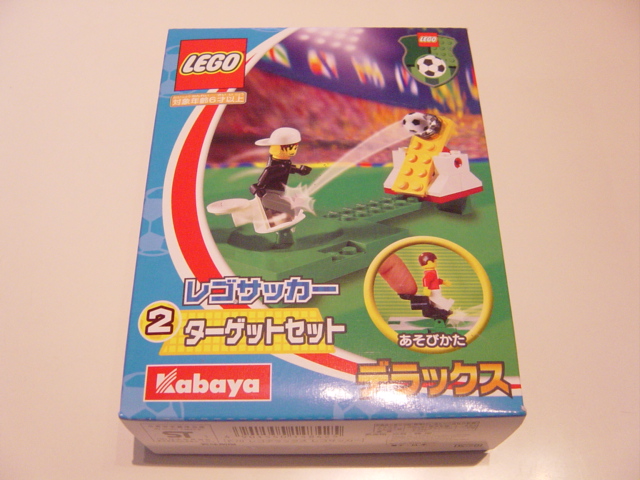 LEGO
対象年齢6才以上
LEGO
レゴサッカー
2
ターゲットセット
あそびかた
デラックス
Kabaya
ST